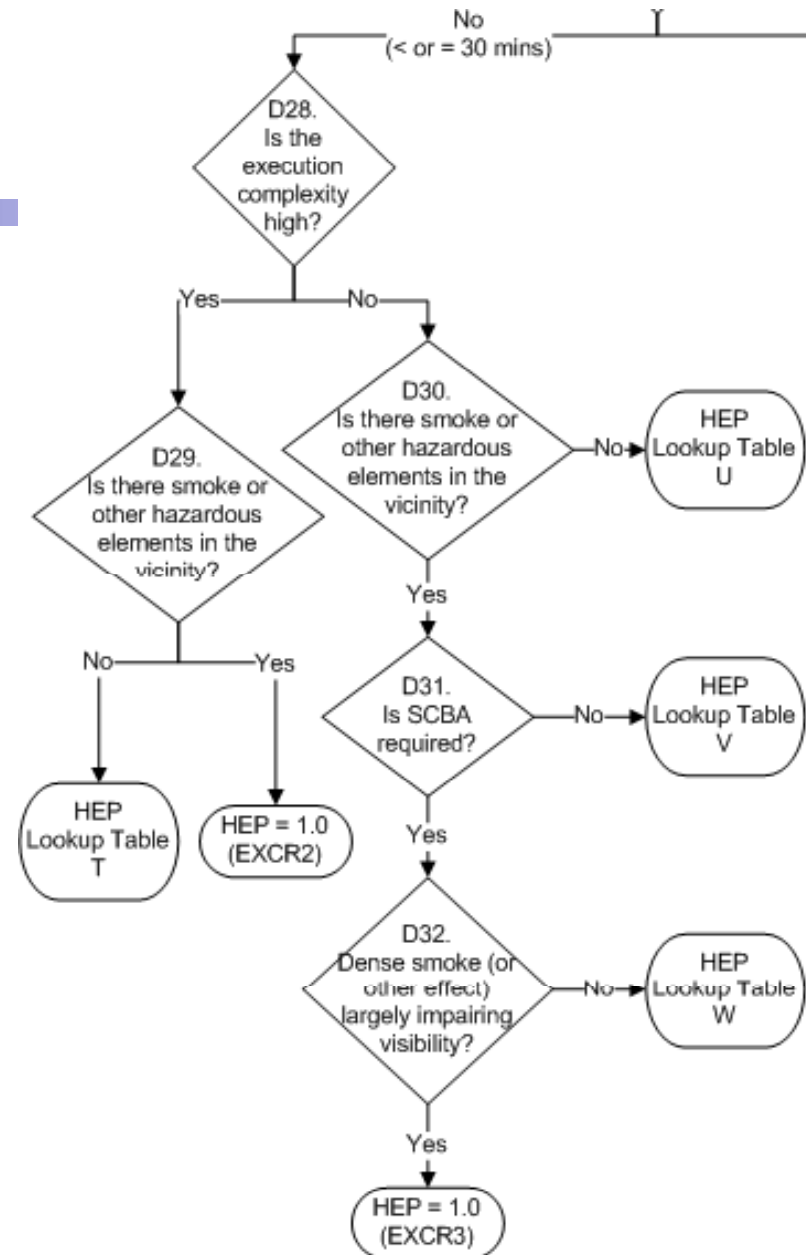 No
(< or = 30 mins)
D28.
Is the
execution
complexity
high?
Yes
No
D29.
Is there smoke or
other hazardous
elements in the
vicinity?
No
Yes
HEP
Lookup Table
T
HEP = 1.0
(EXCR2)
D30.
Is there smoke or
other hazardous
elements in the
vicinity?
No
HEP
Lookup Table
U
Yes
D31.
Is SCBA
required?
No
HEP
Lookup Table
V
Yes
D32.
Dense smoke (or
other effect)
largely impairing
visibility?
No
HEP
Lookup Table
W
Yes
HEP = 1.0
(EXCR3)